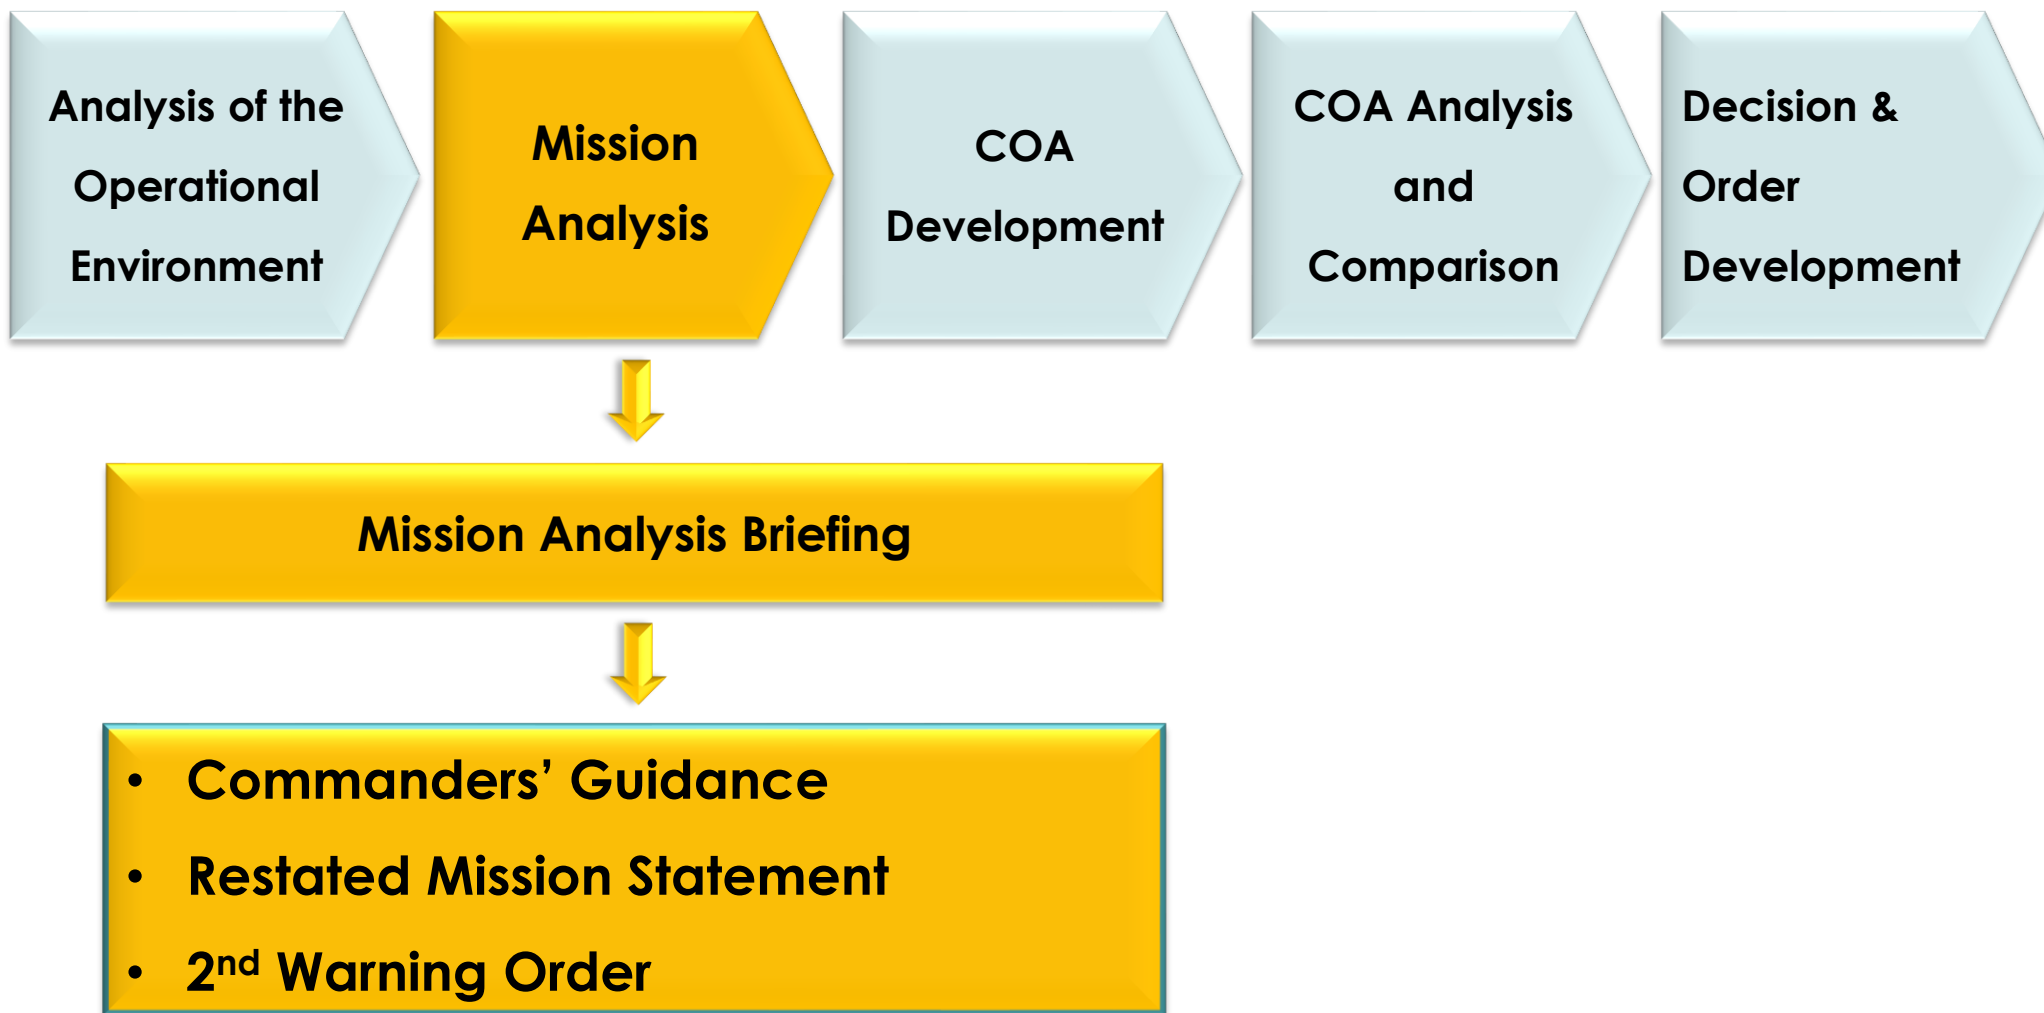 Analysis of the
Operational
Environment
Mission
Analysis
COA
Development
COA Analysis
and
Comparison
Decision &
Order
Development
Mission Analysis Briefing
• Commanders’ Guidance
• Restated Mission Statement
• 2nd Warning Order